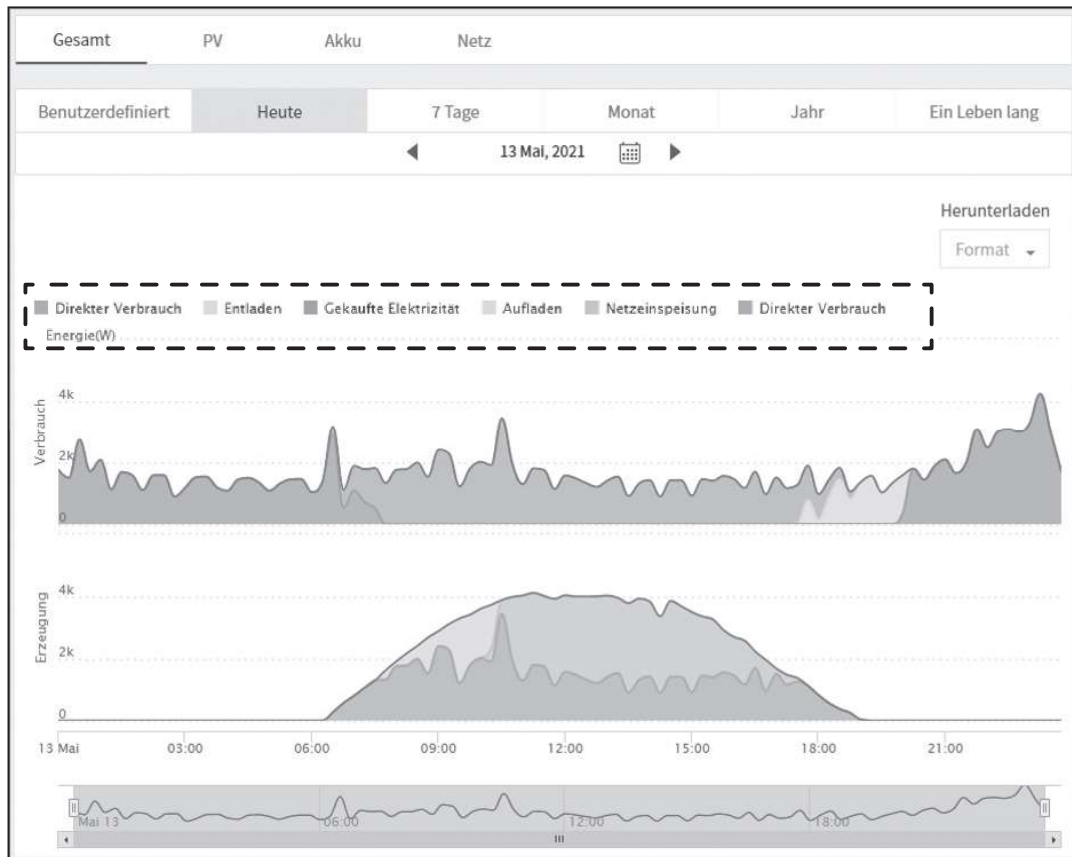 Gesamt PV Akku Netz
Benutzerdefiniert Heute 7 Tage Monat Jahr Ein Leben lang
13 Mai, 2021
Herunterladen
Format
Direkter Verbrauch Entladen Gekaufte Elektrizität Aufladen Netzeinspeisung Direkter Verbrauch
Energie(W)
Verbrauch
4k
2k
0
Erzeugung
4k
2k
0
13 Mai 03:00 06:00 09:00 12:00 15:00 18:00 21:00
Mai 13 06:00 12:00 18:00